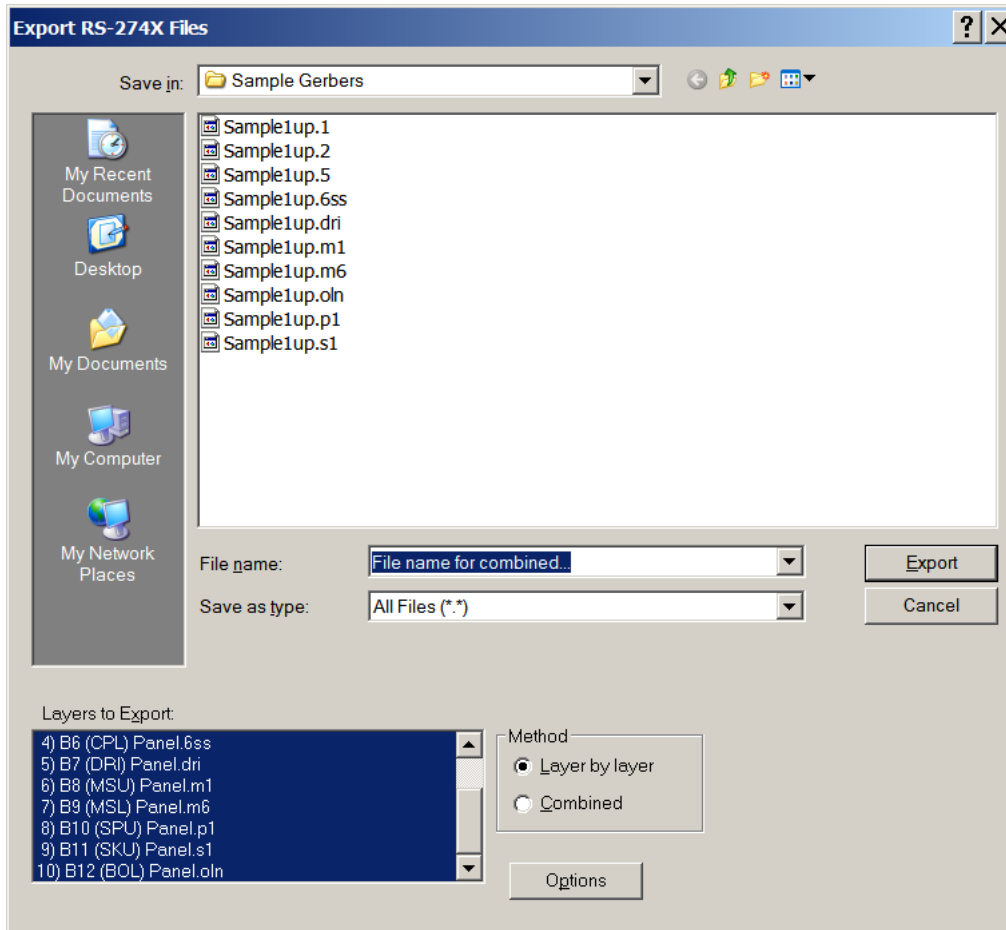 Export RS-274X Files
Save in: Sample Gerbers
My Recent Documents
Desktop
My Documents
My Computer
My Network Places
Sample1up.1
Sample1up.2
Sample1up.5
Sample1up.6ss
Sample1up.dri
Sample1up.m1
Sample1up.m6
Sample1up.oln
Sample1up.p1
Sample1up.s1
File name: File name for combined... Export
Save as type: All Files (*.*) Cancel
Layers to Export:
4) B6 (CPL) Panel.6ss
5) B7 (DRI) Panel.dri
6) B8 (MSU) Panel.m1
7) B9 (MSL) Panel.m6
8) B10 (SPU) Panel.p1
9) B11 (SKU) Panel.s1
10) B12 (BOL) Panel.oln
Method
Layer by layer
Combined
Options